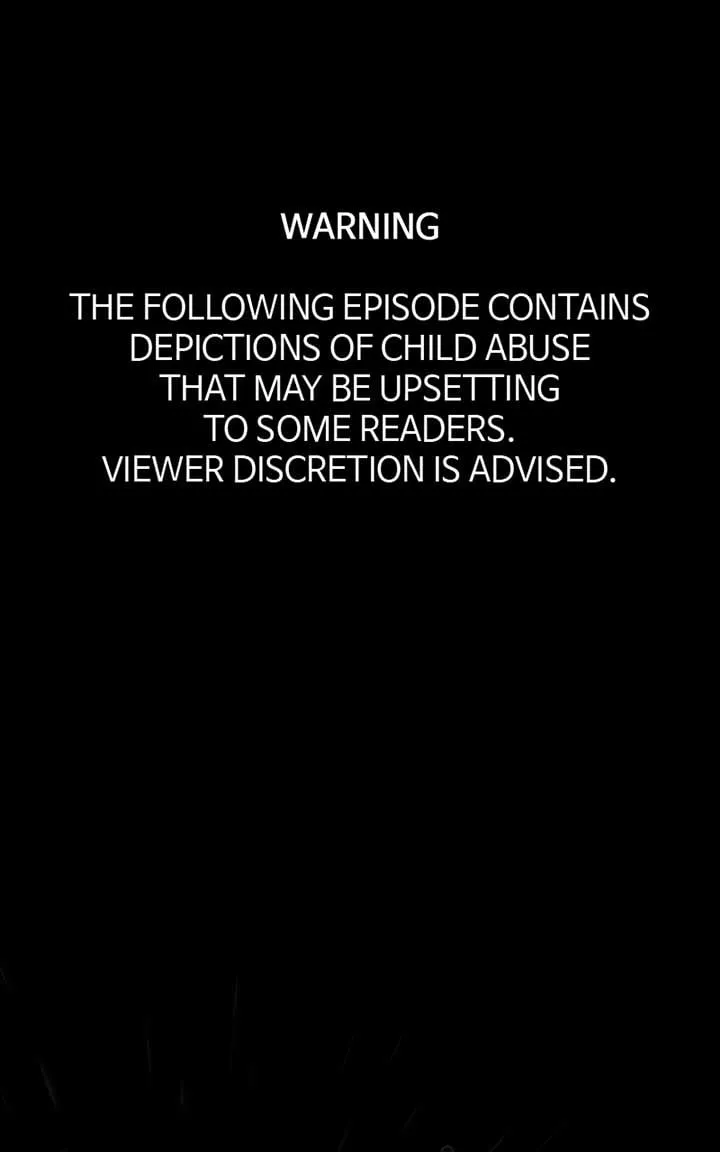 WARNING
THE FOLLOWING EPISODE CONTAINS
DEPICTIONS OF CHILD ABUSE
THAT MAY BE UPSETTING
TO SOME READERS.
VIEWER DISCRETION IS ADVISED.